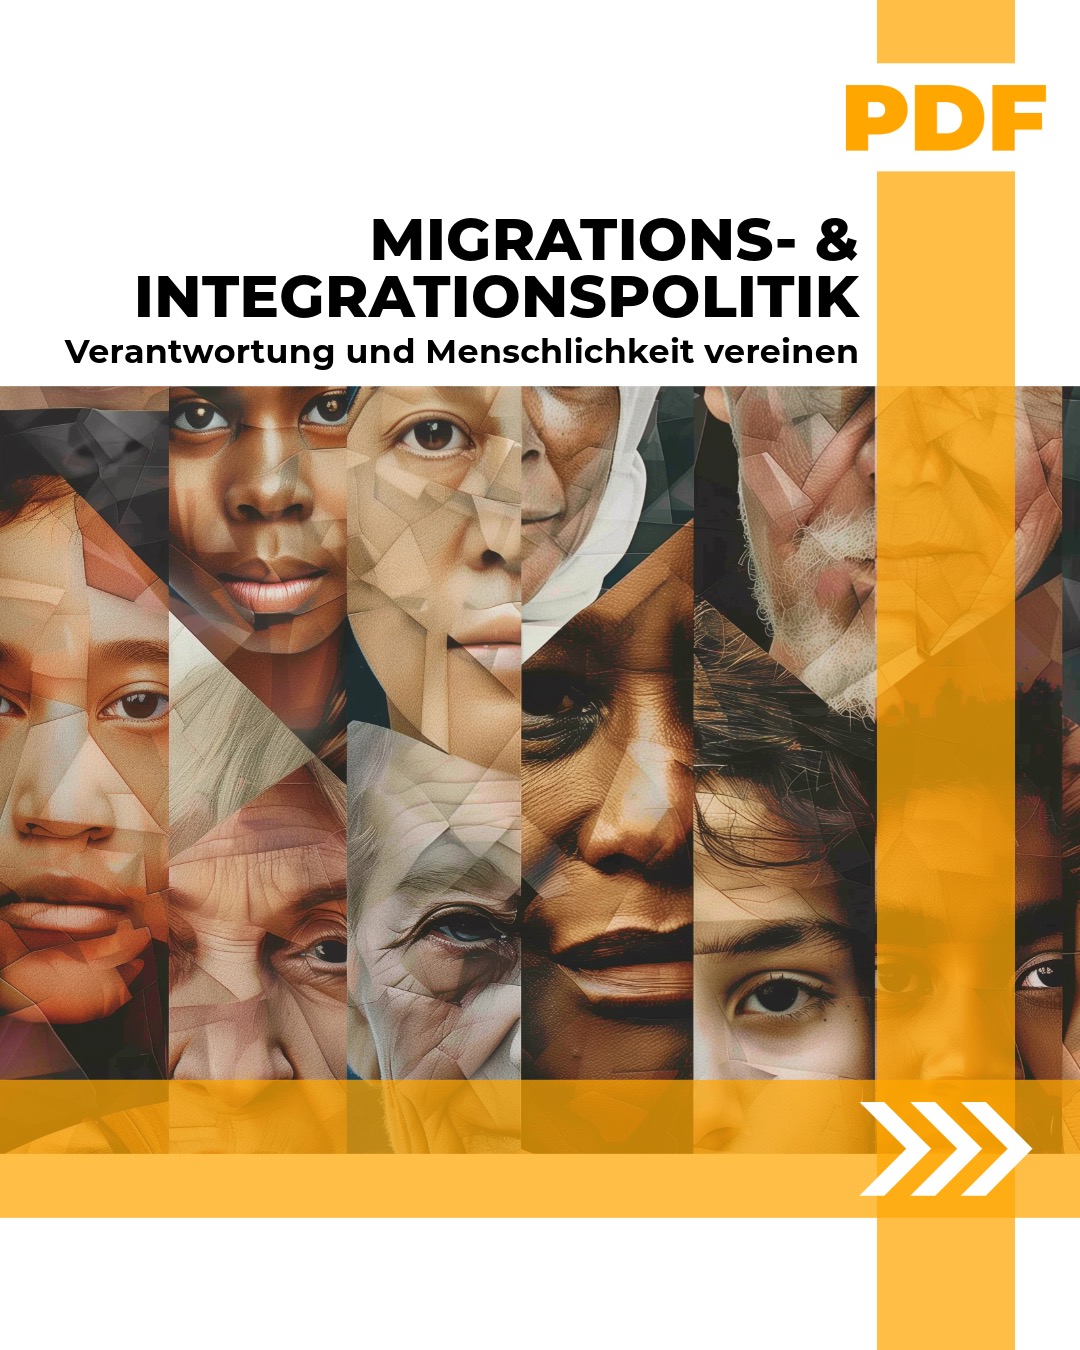 PDF
MIGRATIONS- &
INTEGRATIONSPOLITIK
Verantwortung und Menschlichkeit vereinen